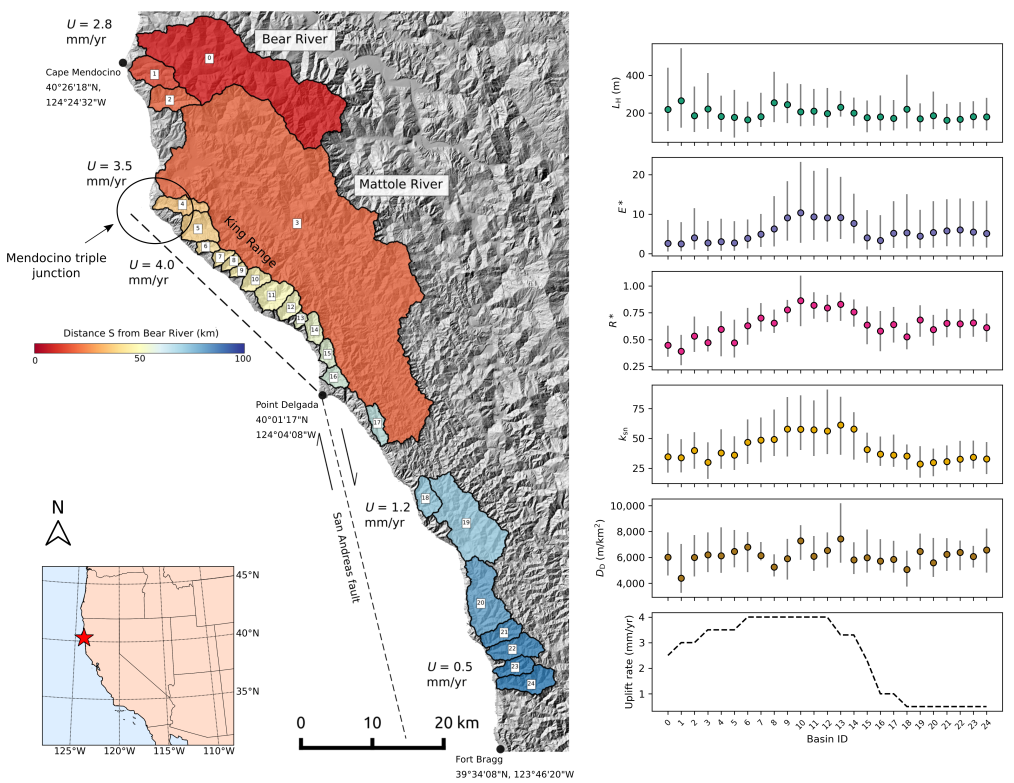 U = 2.8
mm/yr
Bear River
Cape Mendocino
40°26'18"N,
124°24'32"W
0
1
2
U = 3.5
mm/yr
Mattole River
3
4
5
6
7
8
9
10
11
12
13
14
15
16
17
King Range
Mendocino triple
junction
U = 4.0
mm/yr
Distance S from Bear River (km)
0
50
100
Point Delgada
40°01'17"N
124°04'08"W
18
19
20
21
22
23
24
U = 1.2
mm/yr
San Andreas fault
N
45°N
40°N
35°N
125°W 120°W 115°W 110°W
U = 0.5
mm/yr
0 10 20 km
Fort Bragg
39°34'08"N, 123°46'20"W
LH (m)
400
200
E*
20
10
0
R*
1.00
0.75
0.50
0.25
ksn
75
50
25
DD (m/km²)
10,000
8,000
6,000
4,000
Uplift rate (mm/yr)
4
3
2
1
0 1 2 3 4 5 6 7 8 9 10 11 12 13 14 15 16 17 18 19 20 21 22 23 24
Basin ID